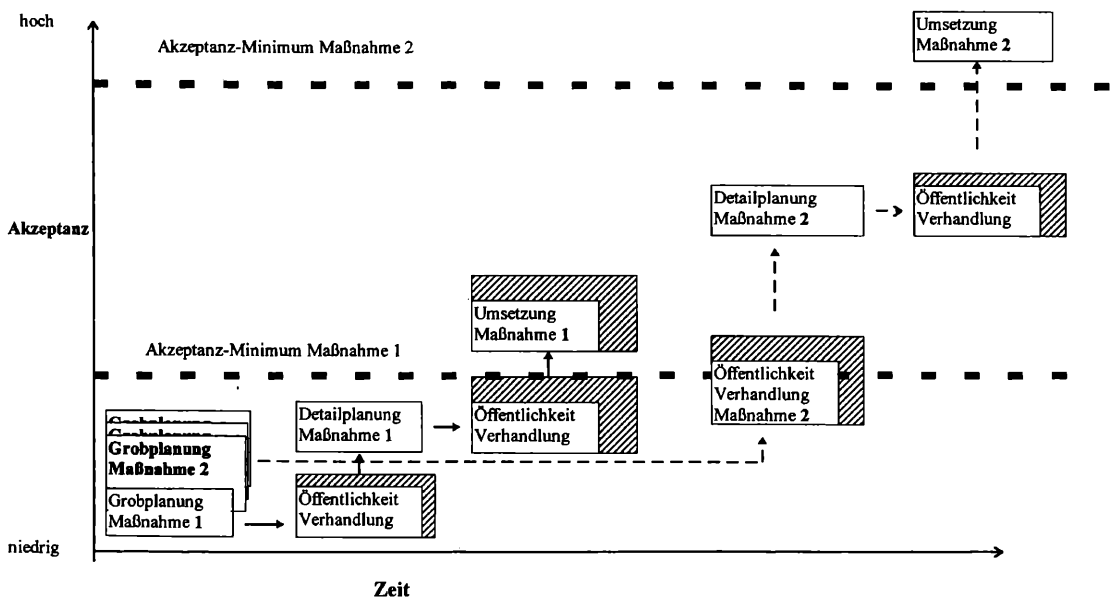 hoch
Akzeptanz-Minimum Maßnahme 2
Umsetzung
Maßnahme 2
Akzeptanz
Detailplanung
Maßnahme 2
Öffentlichkeit
Verhandlung
Umsetzung
Maßnahme 1
Akzeptanz-Minimum Maßnahme 1
Öffentlichkeit
Verhandlung
Maßnahme 2
Detailplanung
Maßnahme 1
Öffentlichkeit
Verhandlung
Grobplanung
Grobplanung
Grobplanung
Maßnahme 2
Grobplanung
Maßnahme 1
Öffentlichkeit
Verhandlung
niedrig
Zeit